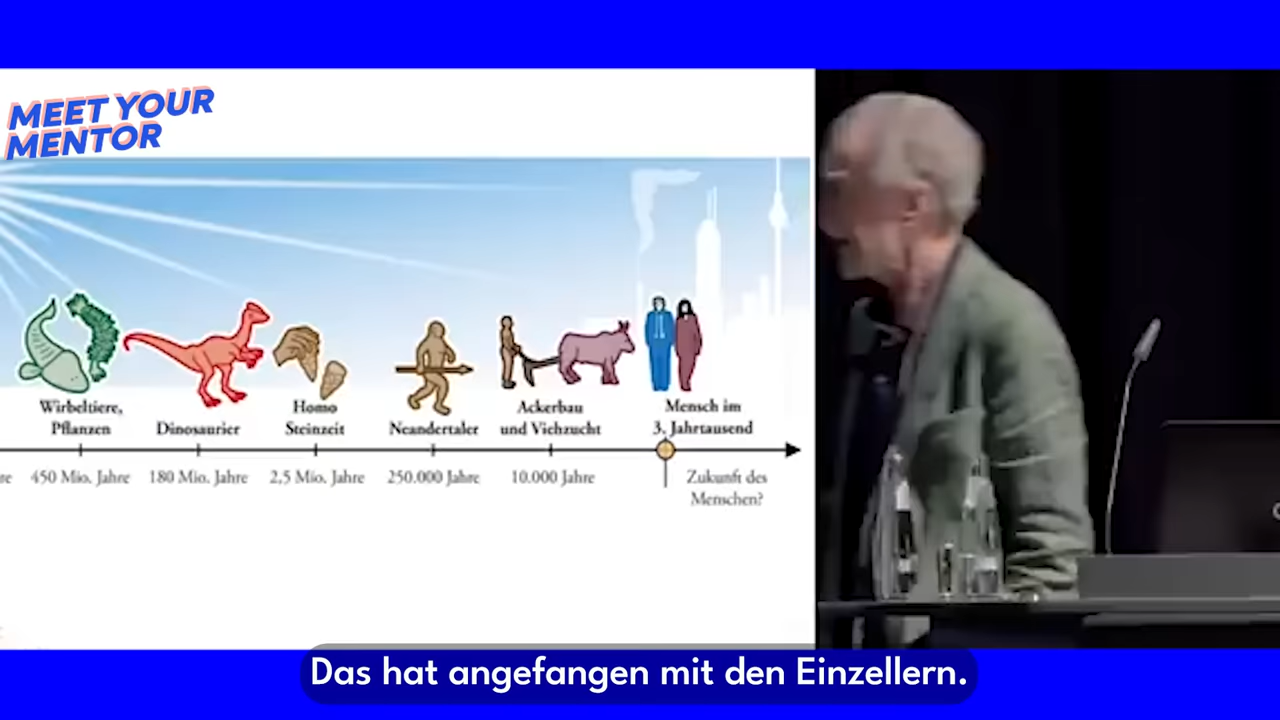 MEET YOUR
MENTOR
Wirbeltiere,
Pflanzen
Dinosaurier
Homo
Steinzeit
Neandertaler
Ackerbau
und Viehzucht
Mensch im
3. Jahrtausend
450 Mio. Jahre
180 Mio. Jahre
2,5 Mio. Jahre
250.000 Jahre
10.000 Jahre
Zukunft des
Menschen?
Das hat angefangen mit den Einzellern.